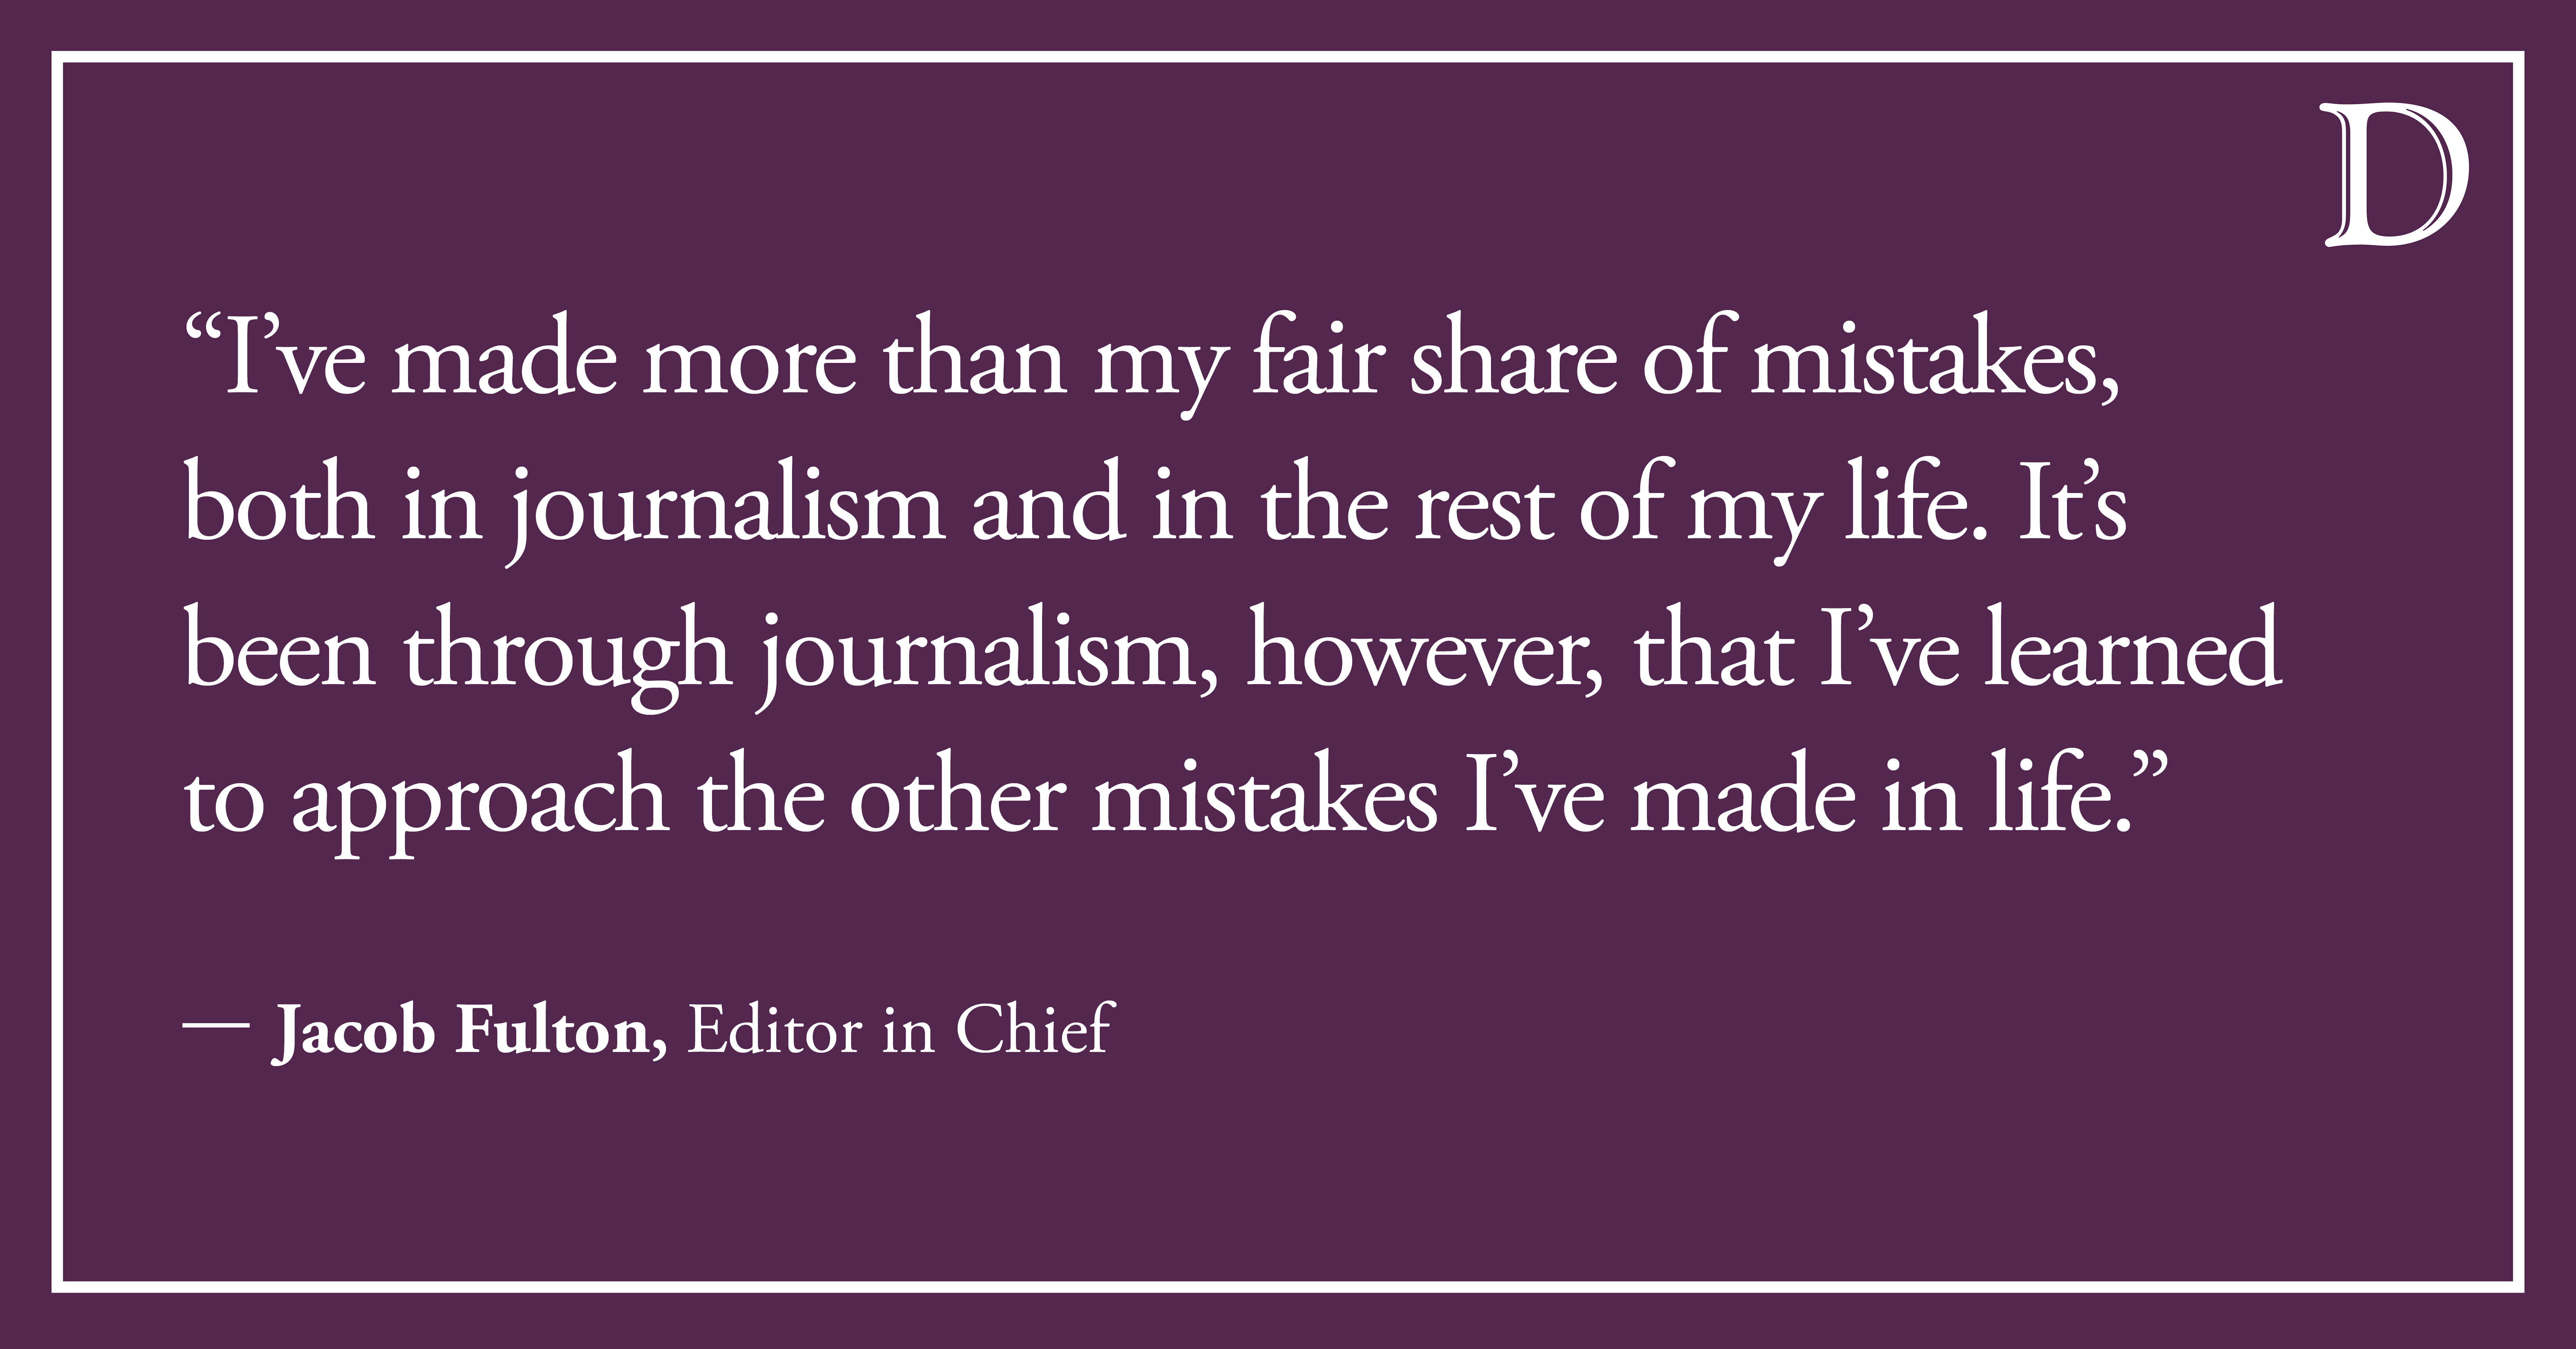 D
“I’ve made more than my fair share of mistakes,
both in journalism and in the rest of my life. It’s
been through journalism, however, that I’ve learned
to approach the other mistakes I’ve made in life.”
— Jacob Fulton, Editor in Chief